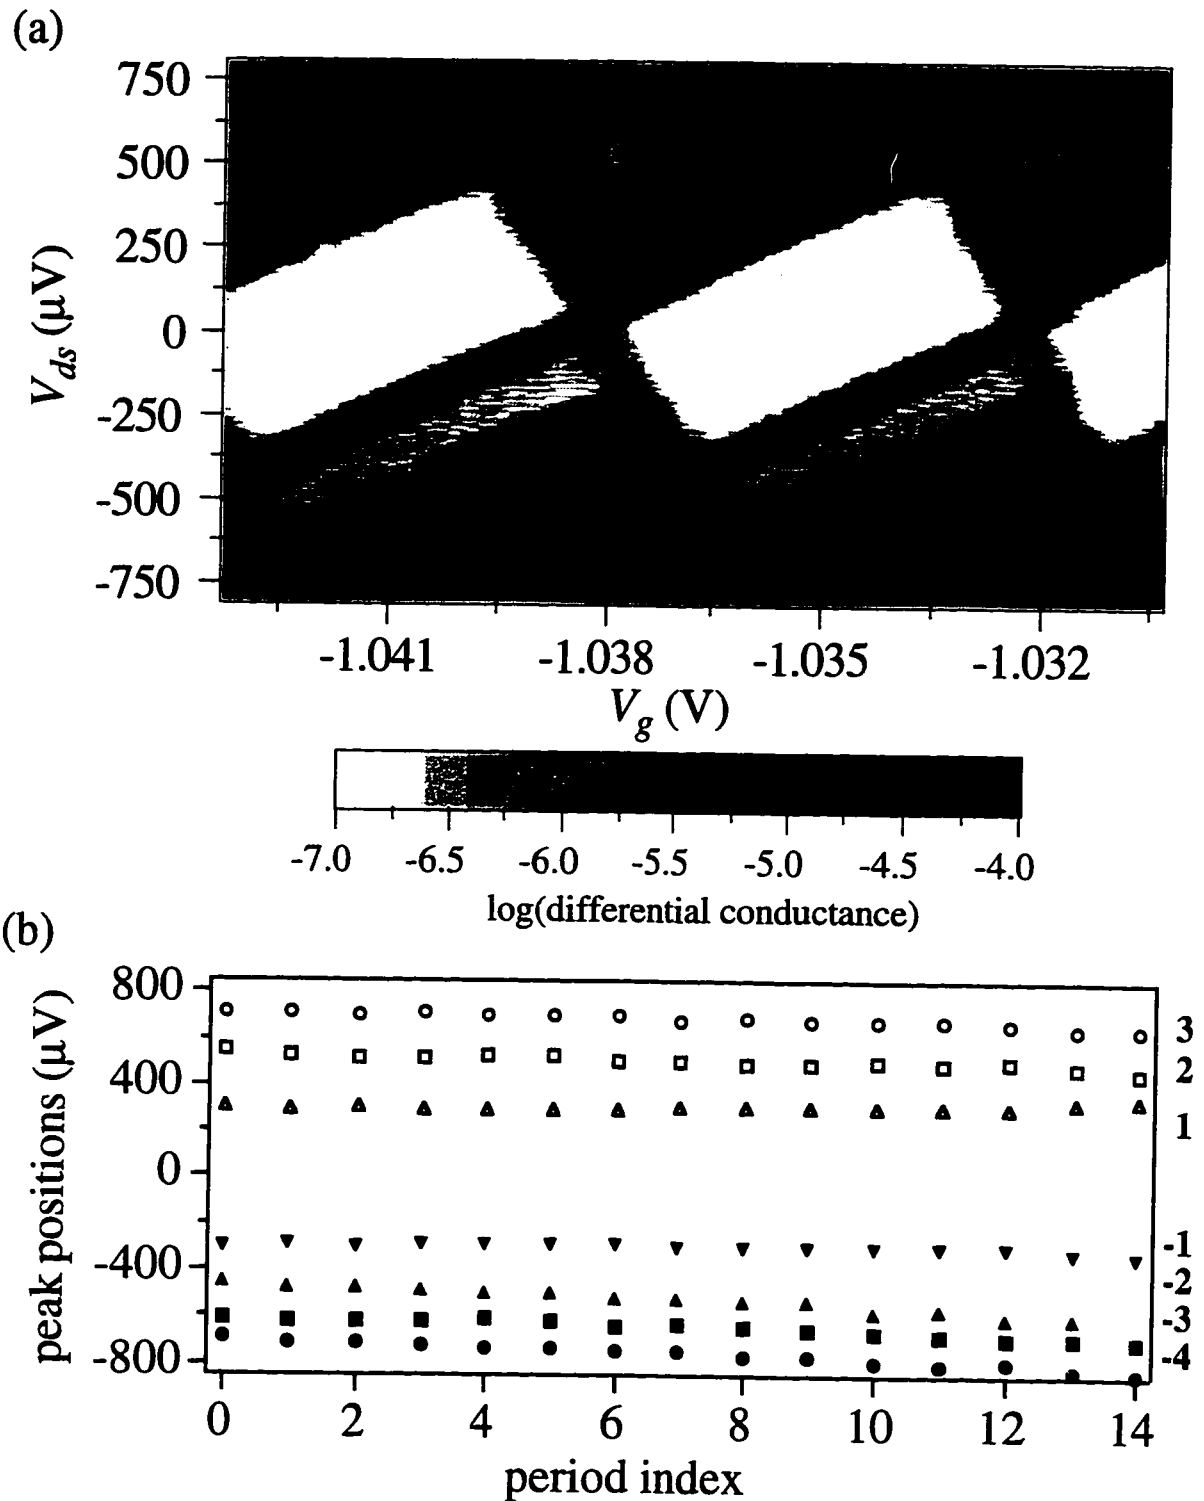 (a)
750
500
250
0
-250
-500
-750
V_ds (μV)
-1.041 -1.038 -1.035 -1.032
V_g (V)
-7.0 -6.5 -6.0 -5.5 -5.0 -4.5 -4.0
log(differential conductance)
(b)
800
400
0
-400
-800
peak positions (μV)
3
2
1
-1
-2
-3
-4
0 2 4 6 8 10 12 14
period index